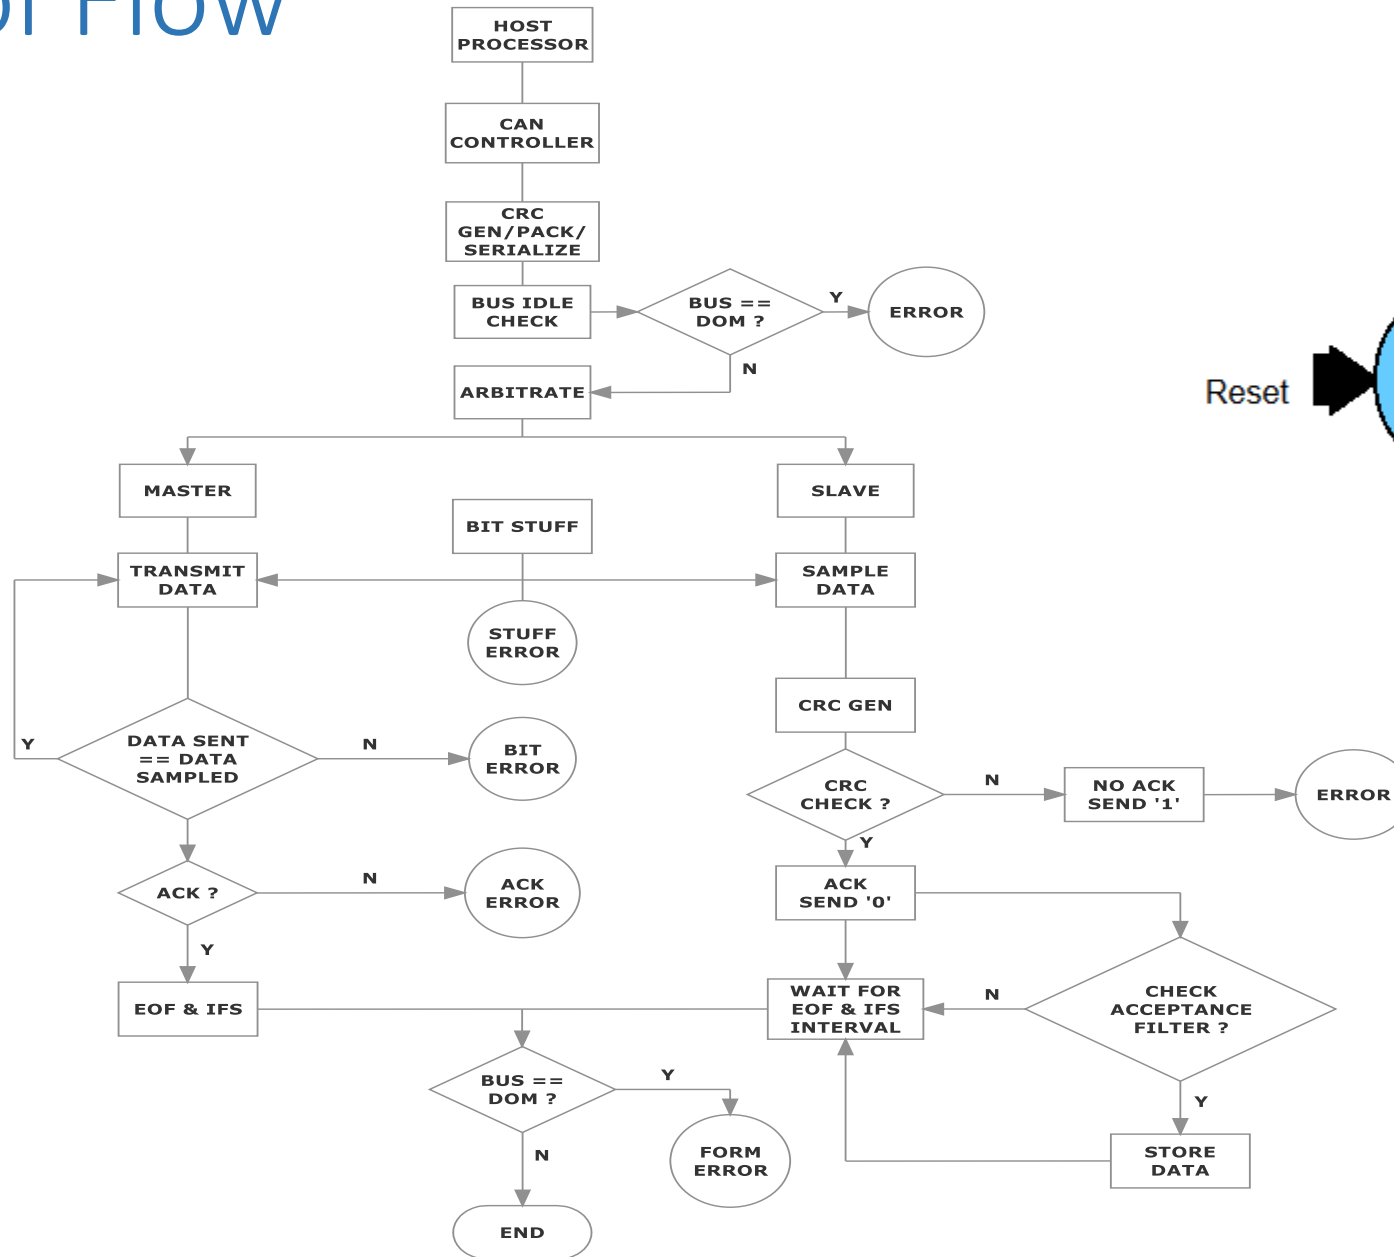 Flow
HOST
PROCESSOR
CAN
CONTROLLER
CRC
GEN/PACK/
SERIALIZE
BUS IDLE
CHECK
BUS ==
DOM ?
Y
ERROR
N
ARBITRATE
Reset
MASTER
SLAVE
BIT STUFF
TRANSMIT
DATA
SAMPLE
DATA
STUFF
ERROR
CRC GEN
Y
DATA SENT
== DATA
SAMPLED
N
BIT
ERROR
CRC
CHECK ?
N
NO ACK
SEND '1'
ERROR
Y
ACK ?
N
ACK
ERROR
ACK
SEND '0'
Y
EOF & IFS
WAIT FOR
EOF & IFS
INTERVAL
N
CHECK
ACCEPTANCE
FILTER ?
BUS ==
DOM ?
Y
Y
N
FORM
ERROR
STORE
DATA
END